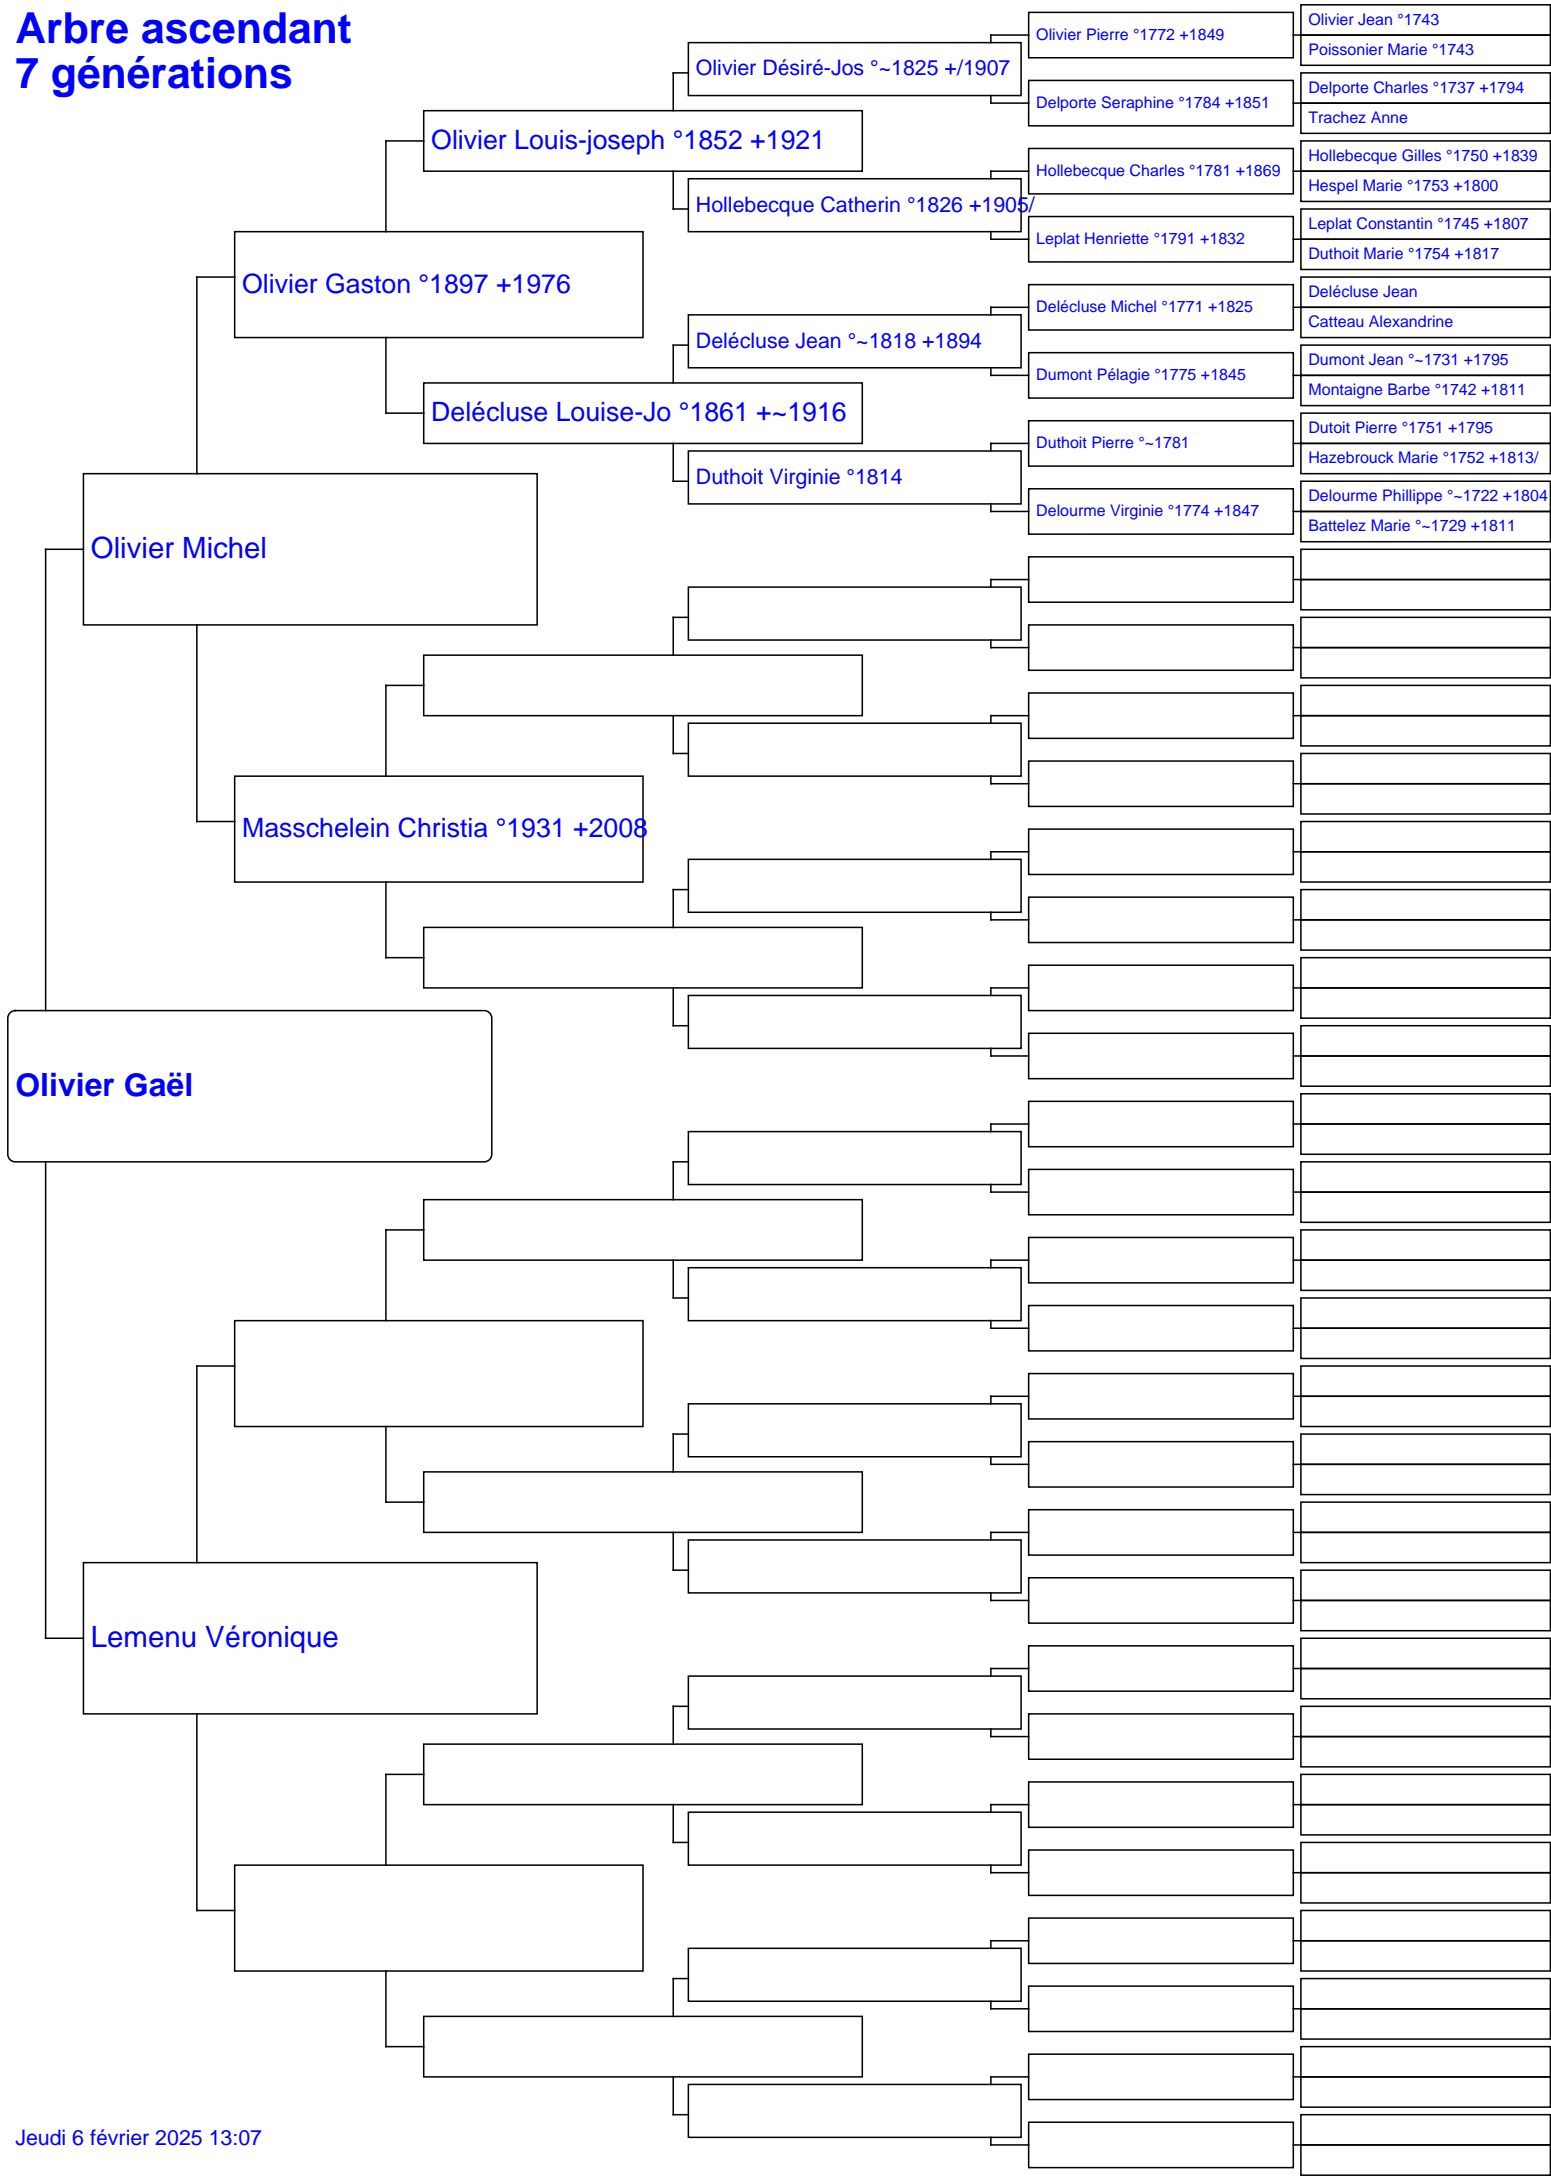 Arbre ascendant
7 générations
Olivier Gaël
Olivier Michel
Lemenu Véronique
Olivier Gaston °1897 +1976
Masschelein Christia °1931 +2008
Olivier Louis-joseph °1852 +1921
Delécluse Louise-Jo °1861 +~1916
Olivier Désiré-Jos °~1825 +/1907
Hollebecque Catherin °1826 +1905/
Delécluse Jean °~1818 +1894
Duthoit Virginie °1814
Olivier Pierre °1772 +1849
Delporte Seraphine °1784 +1851
Hollebecque Charles °1781 +1869
Leplat Henriette °1791 +1832
Delécluse Michel °1771 +1825
Dumont Pélagie °1775 +1845
Duthoit Pierre °~1781
Delourme Virginie °1774 +1847
Olivier Jean °1743
Poissonier Marie °1743
Delporte Charles °1737 +1794
Trachez Anne
Hollebecque Gilles °1750 +1839
Hespel Marie °1753 +1800
Leplat Constantin °1745 +1807
Duthoit Marie °1754 +1817
Delécluse Jean
Catteau Alexandrine
Dumont Jean °~1731 +1795
Montaigne Barbe °1742 +1811
Dutoit Pierre °1751 +1795
Hazebrouck Marie °1752 +1813/
Delourme Phillippe °~1722 +1804
Battelez Marie °~1729 +1811
Jeudi 6 février 2025 13:07